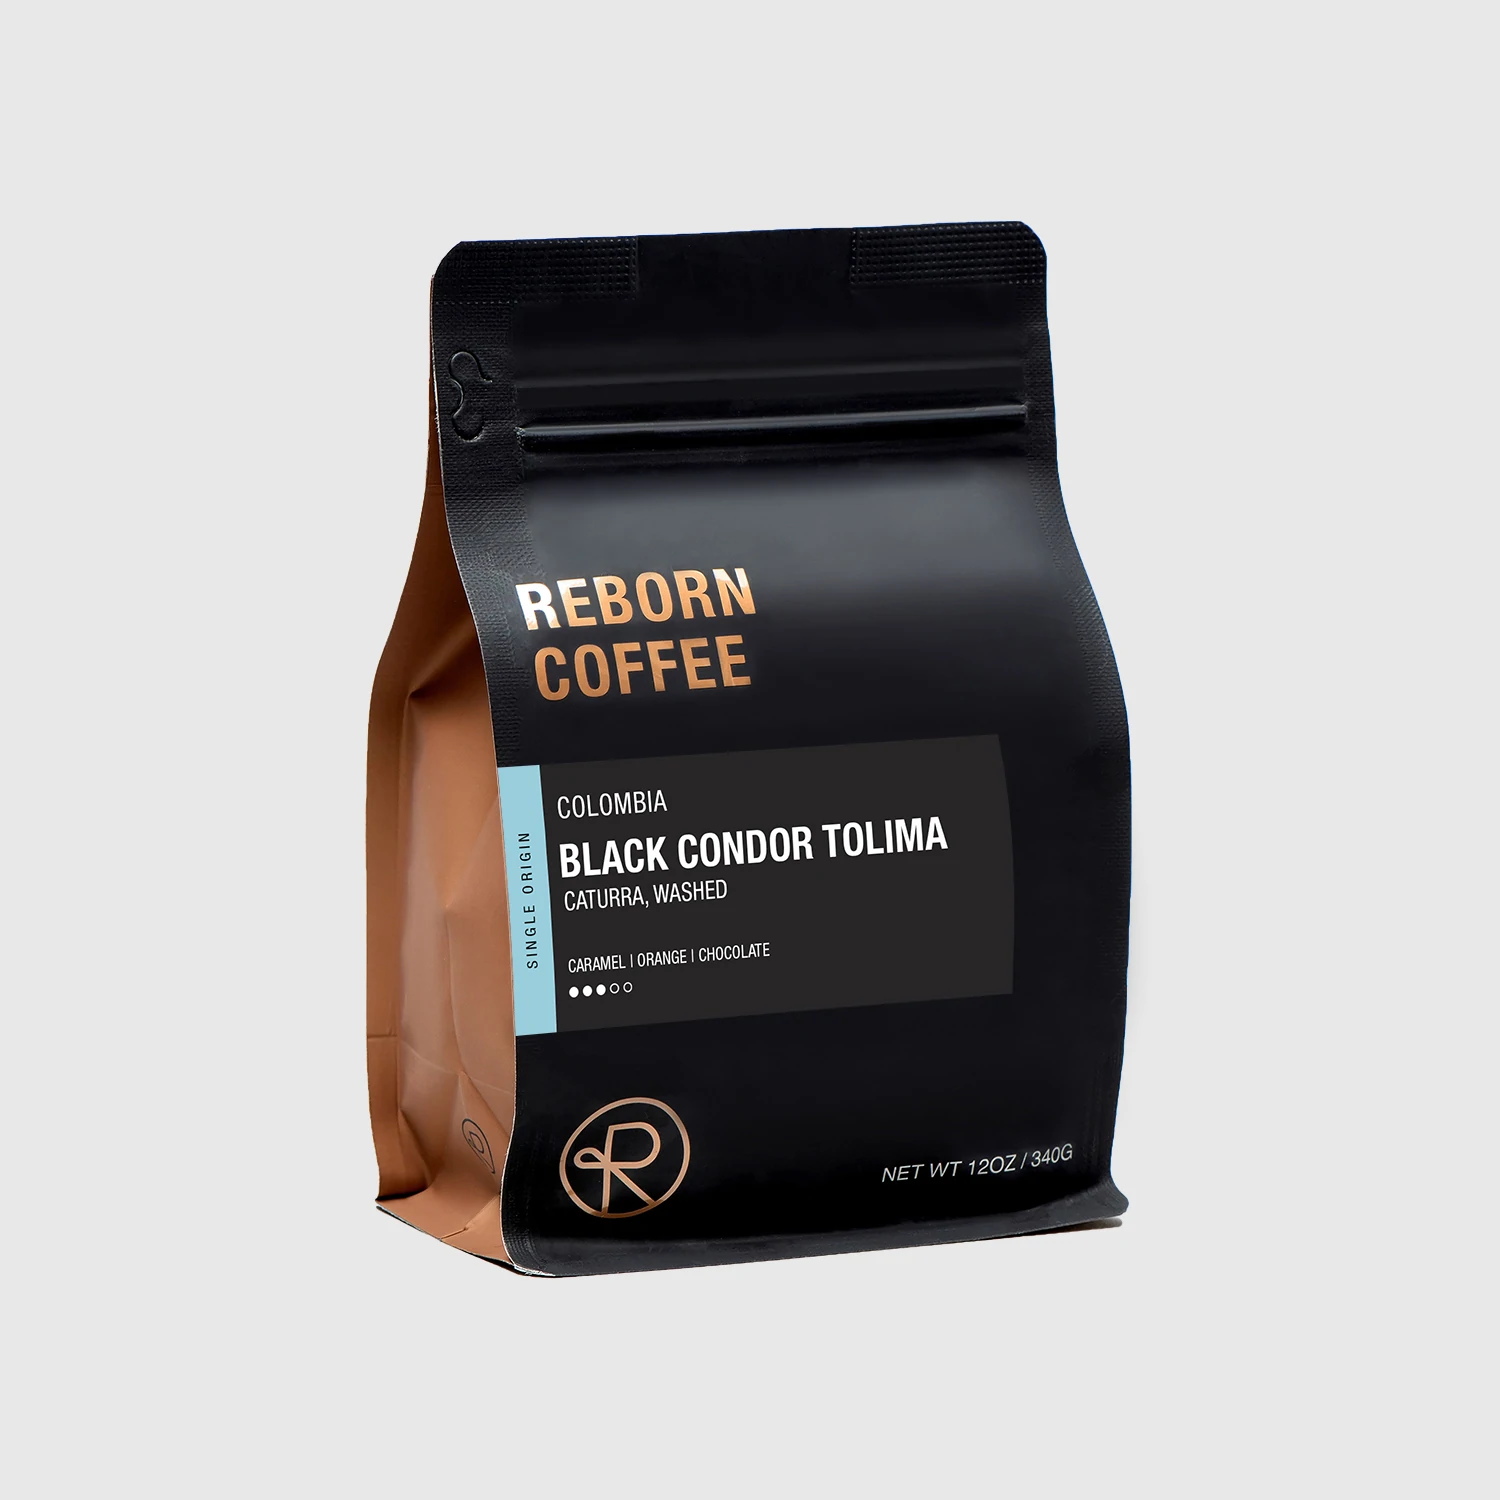 REBORN
COFFEE
SINGLE ORIGIN
COLOMBIA
BLACK CONDOR TOLIMA
CATURRA, WASHED
CARAMEL | ORANGE | CHOCOLATE
R
NET WT 12OZ / 340G